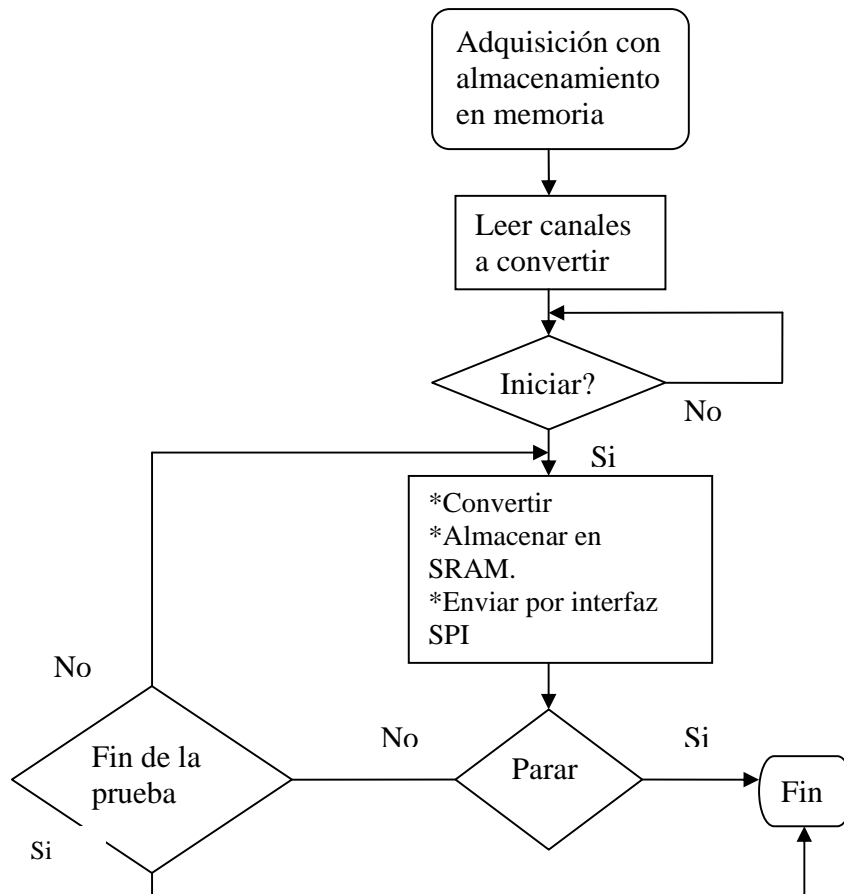 Adquisición con
almacenamiento
en memoria
Leer canales
a convertir
Iniciar?
No
Si
*Convertir
*Almacenar en
SRAM.
*Enviar por interfaz
SPI
No
No
Si
Fin de la
prueba
Parar
Fin
Si